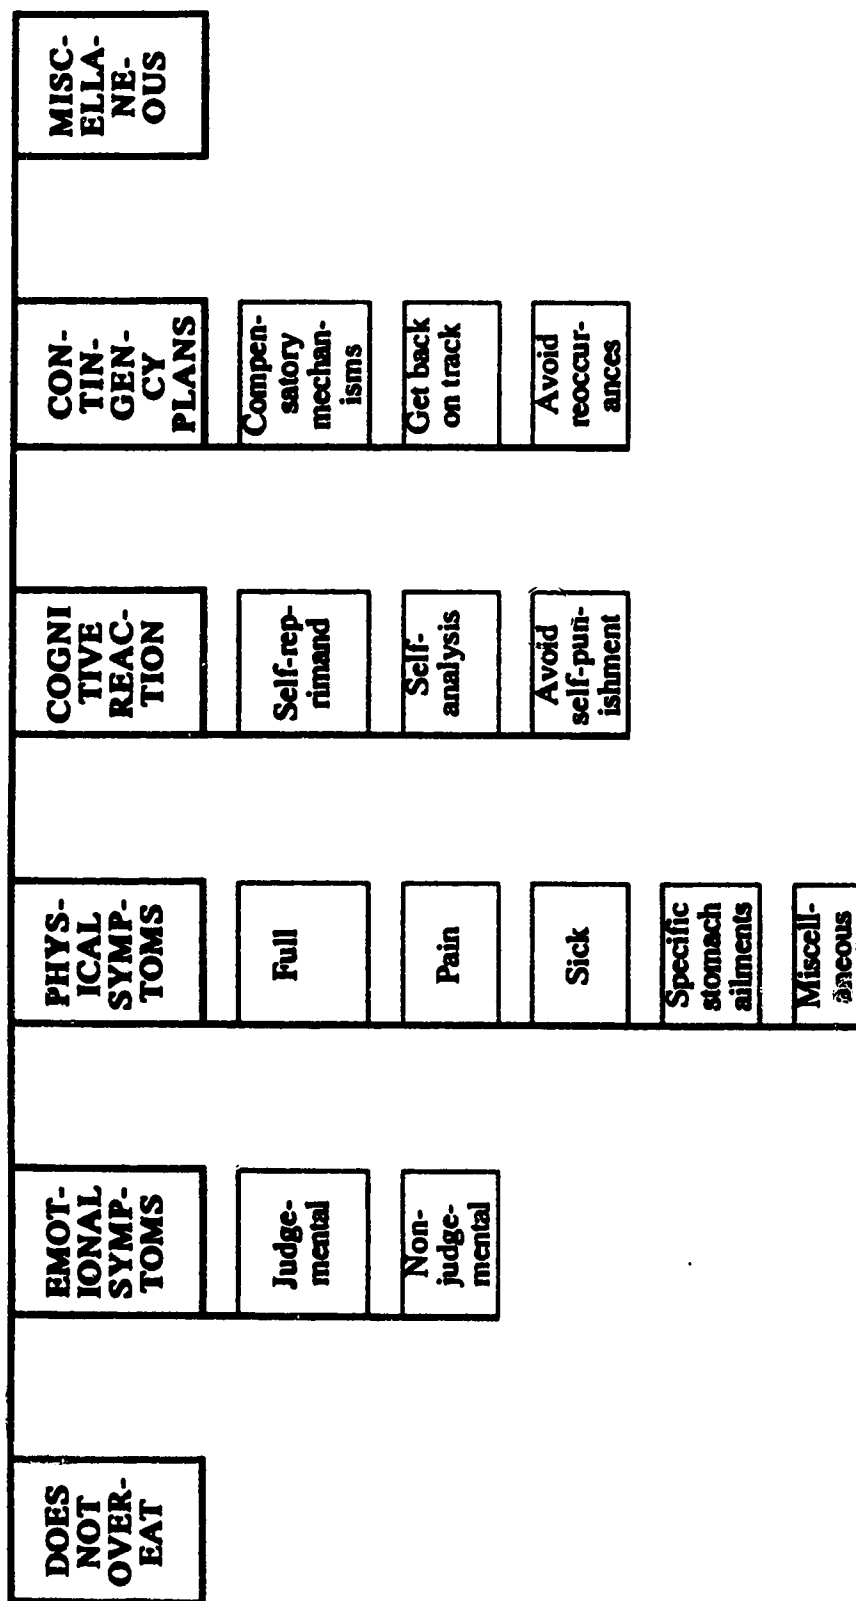 DOES
NOT
OVER-
EAT
EMOT-
IONAL
SYMP-
TOMS
Judge-
mental
Non-
judge-
mental
PHYS-
ICAL
SYMP-
TOMS
Full
Pain
Sick
Specific
stomach
ailments
Miscell-
aneous
COGNI
TIVE
REAC-
TION
Self-rep-
rimand
Self-
analysis
Avoid
self-pun-
ishment
CON-
TIN-
GEN-
CY
PLANS
Compen-
satory
mechan-
isms
Get back
on track
Avoid
reoccur-
ances
MISC-
ELLA-
NE-
OUS